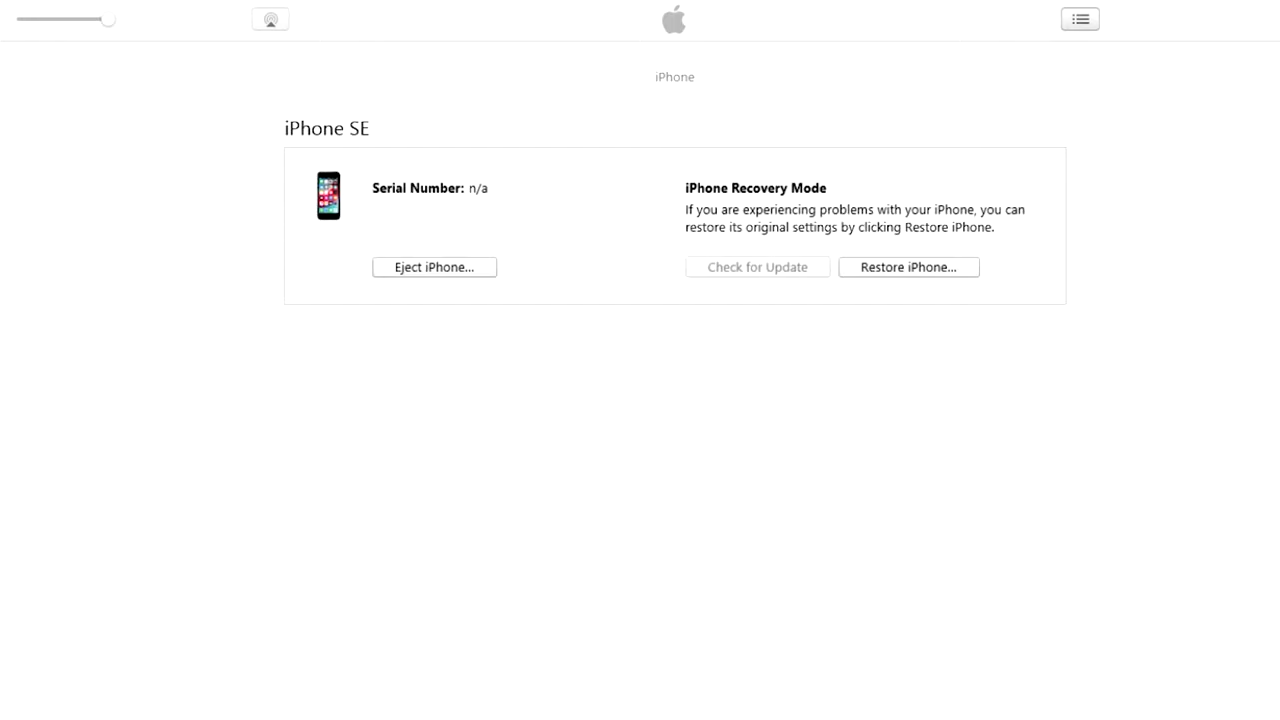 iPhone
iPhone SE
Serial Number: n/a
iPhone Recovery Mode
If you are experiencing problems with your iPhone, you can
restore its original settings by clicking Restore iPhone.
Eject iPhone...
Check for Update
Restore iPhone...